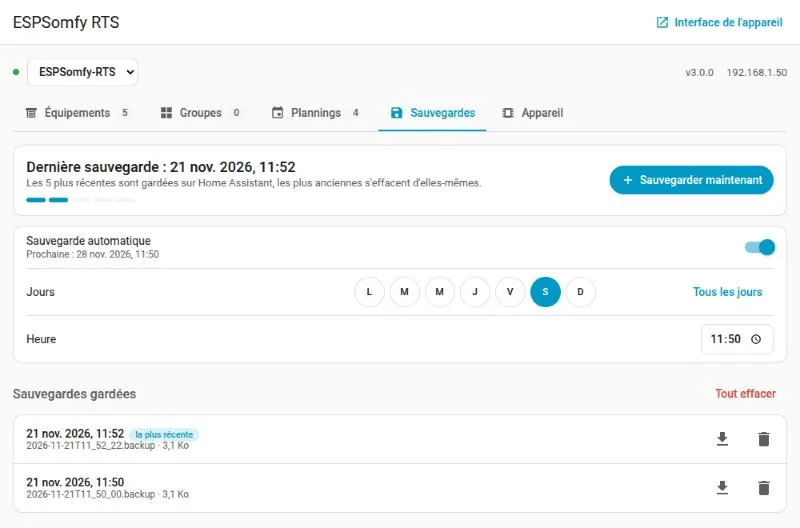 ESPSomfy RTS
Interface de l'appareil
ESPSomfy-RTS
v3.0.0 192.168.1.50
Équipements 5
Groupes 0
Plannings 4
Sauvegardes
Appareil
Dernière sauvegarde : 21 nov. 2026, 11:52
Les 5 plus récentes sont gardées sur Home Assistant, les plus anciennes s'effacent d'elles-mêmes.
+ Sauvegarder maintenant
Sauvegarde automatique
Prochaine : 28 nov. 2026, 11:50
Jours
L M M J V S D
Tous les jours
Heure
11:50
Sauvegardes gardées
Tout effacer
21 nov. 2026, 11:52 la plus récente
2026-11-21T11_52_22.backup · 3,1 Ko
21 nov. 2026, 11:50
2026-11-21T11_50_00.backup · 3,1 Ko